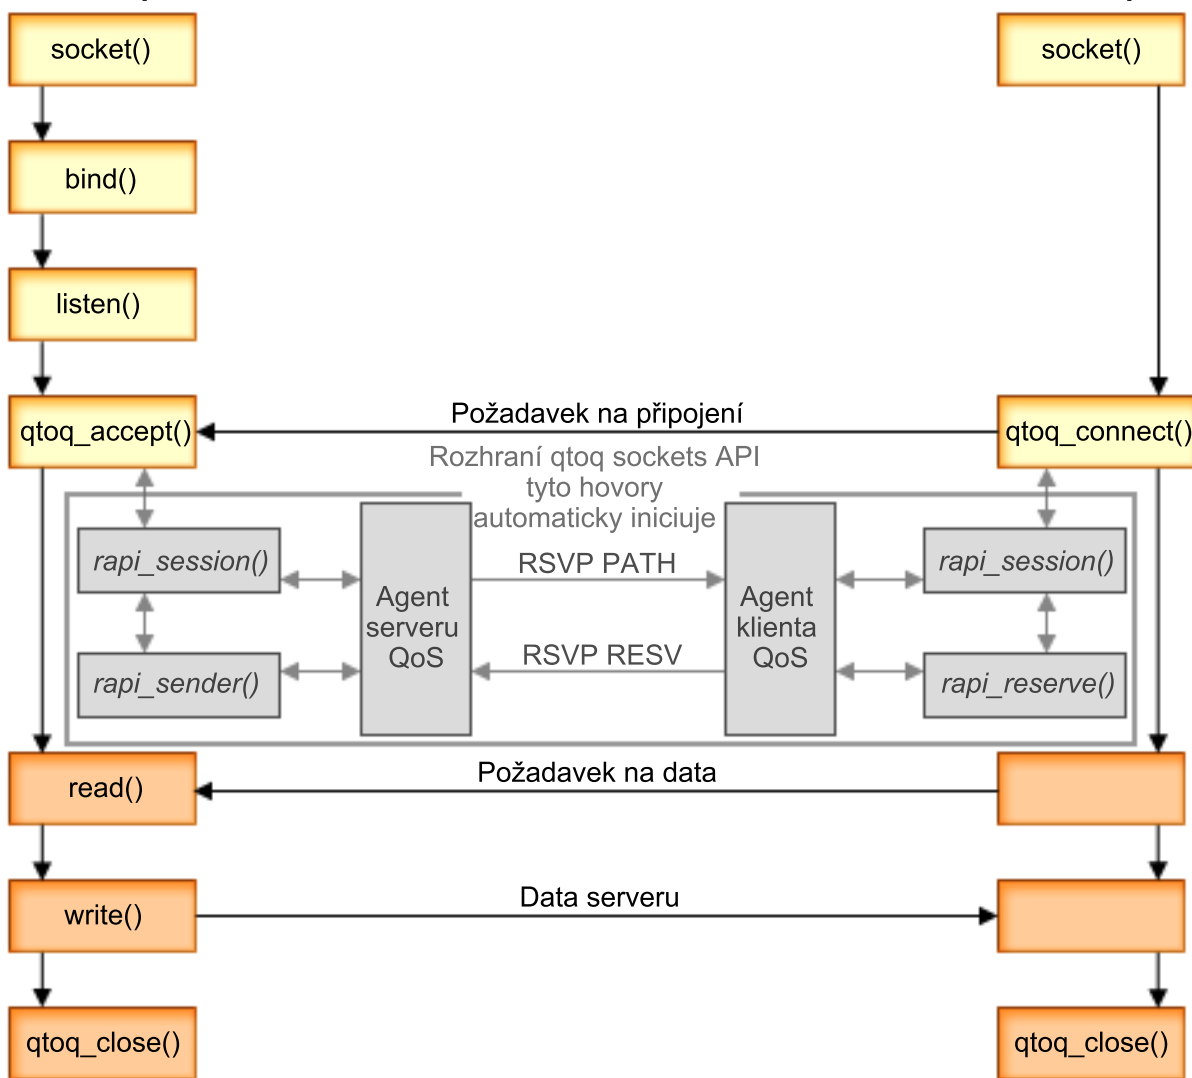 socket()
socket()
bind()
listen()
qtoq_accept()
Požadavek na připojení
qtoq_connect()
Rozhraní qtoq sockets API
tyto hovory
automaticky iniciuje
rapi_session()
RSVP PATH
rapi_session()
Agent
serveru
QoS
Agent
klienta
QoS
rapi_sender()
RSVP RESV
rapi_reserve()
read()
Požadavek na data
write()
Data serveru
qtoq_close()
qtoq_close()